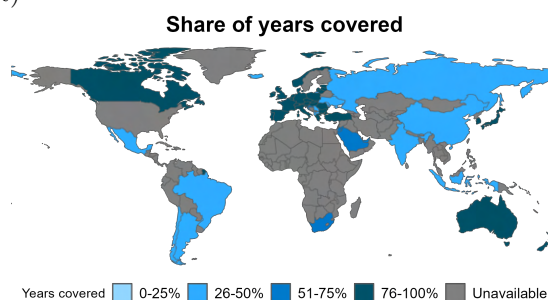 Share of years covered
Years covered 0-25% 26-50% 51-75% 76-100% Unavailable